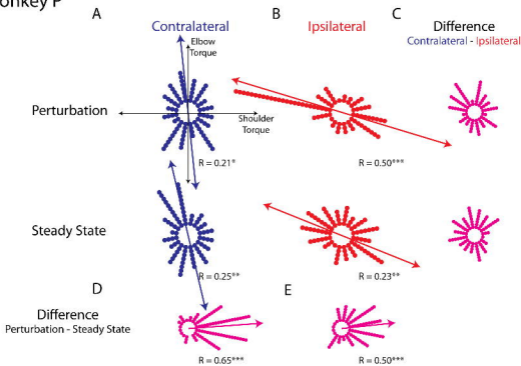 onkey P
A
B
C
Contralateral
Ipsilateral
Difference
Contralateral - Ipsilateral
Elbow
Torque
Perturbation
Shoulder
Torque
R = 0.21*
R = 0.50***
Steady State
R = 0.25**
R = 0.23**
D
E
Difference
Perturbation - Steady State
R = 0.65***
R = 0.50***